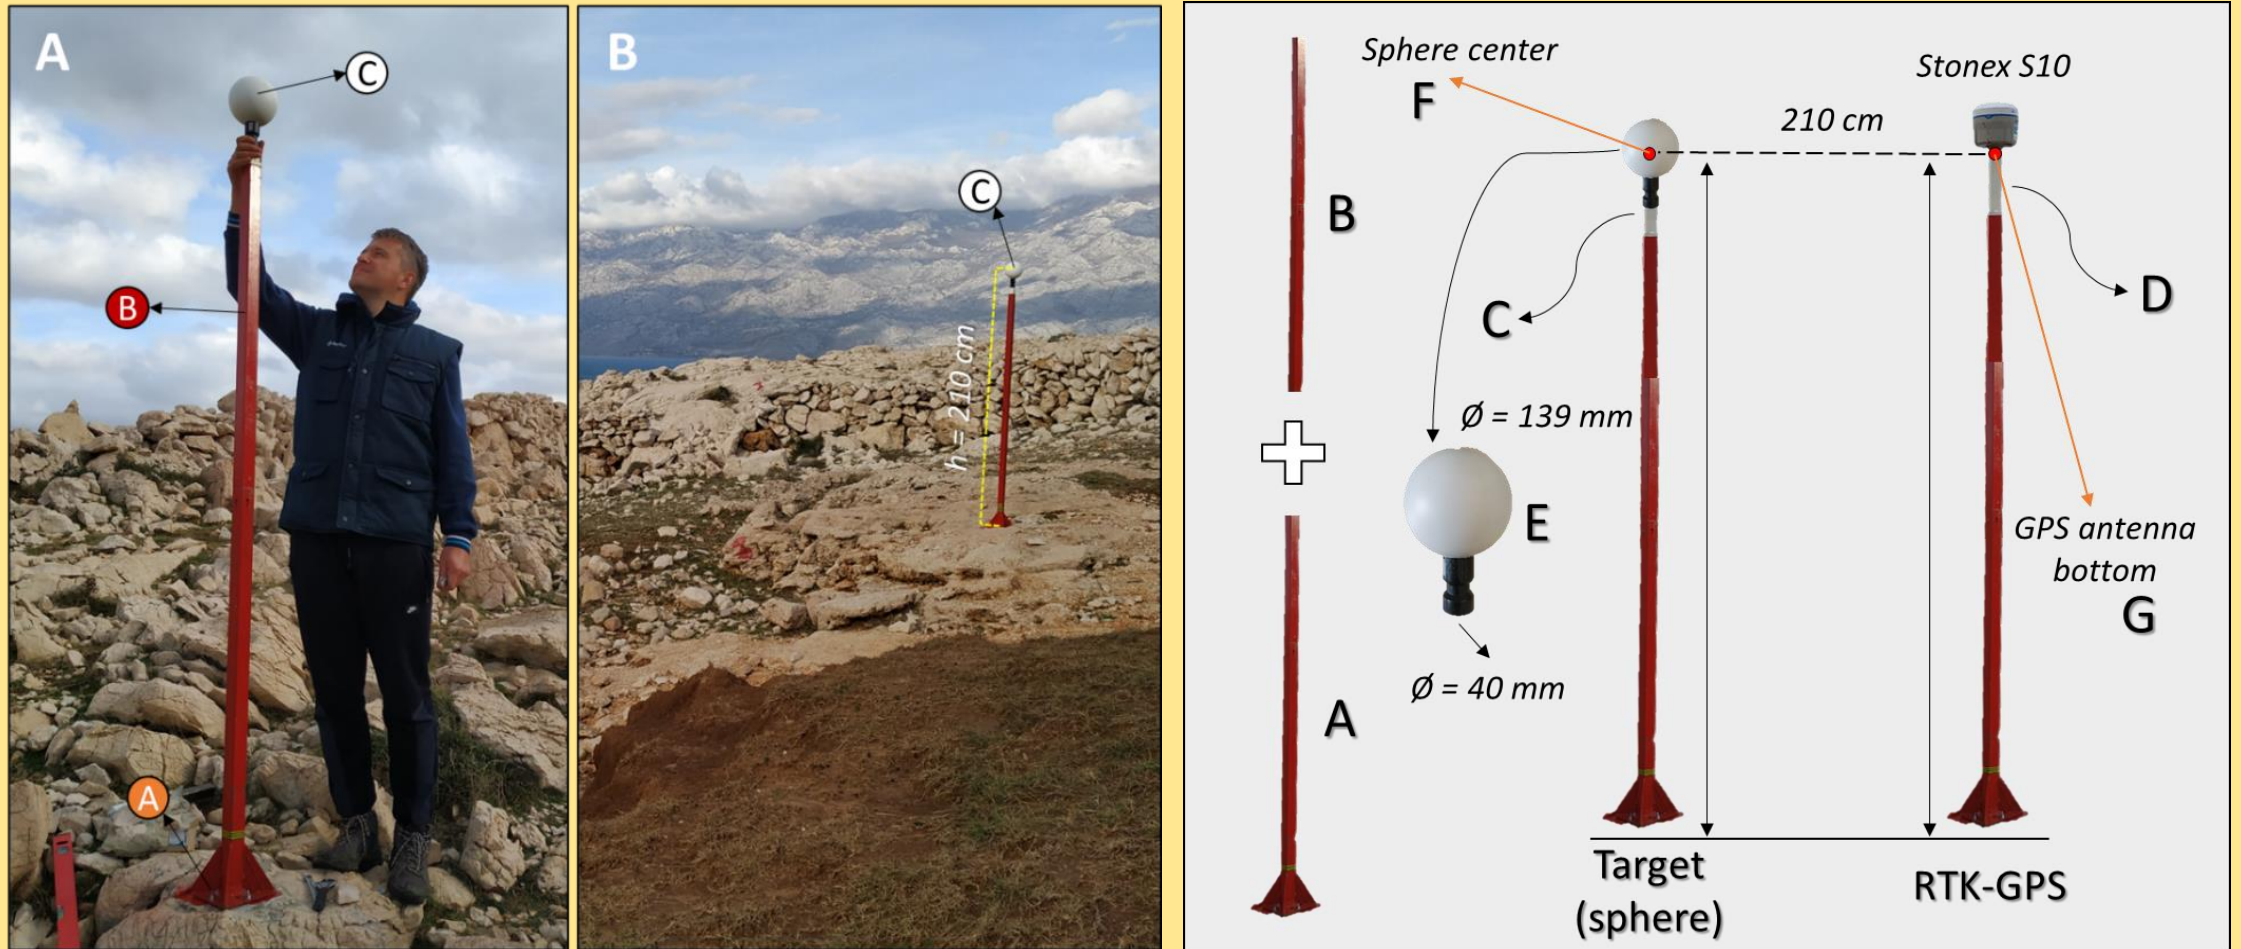 A
C
B
A
B
C
h = 210 cm
Sphere center
F
Stonex S10
210 cm
B
C
D
Ø = 139 mm
E
GPS antenna
bottom
G
Ø = 40 mm
A
Target
(sphere)
RTK-GPS